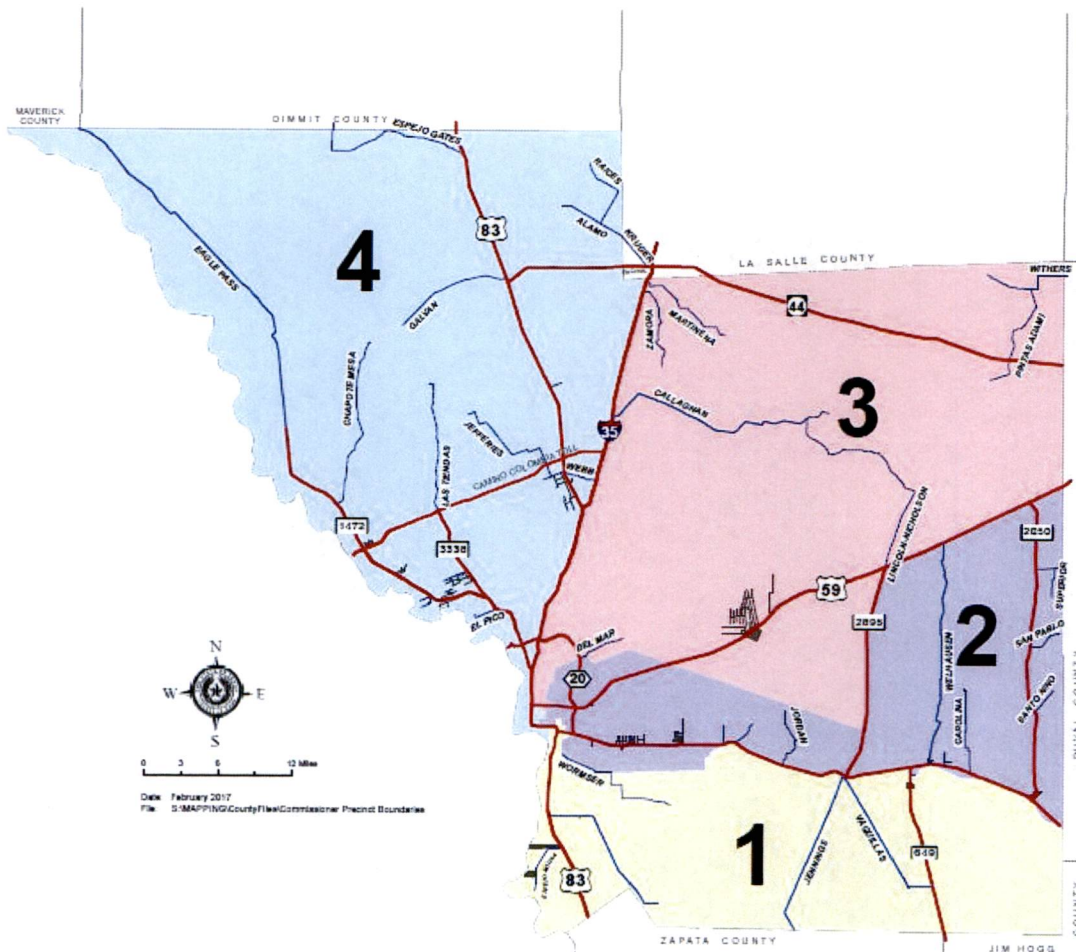 MAVERICK
COUNTY
DIMMIT COUNTY
ESPEJO GATES
RAICES
ALAMO
KRUGER
83
4
LA SALLE COUNTY
WITHERS
EAGLE PASS
GALVAN
44
ZAMORA
MARTINENA
PINTAS ADAMI
CHAPOTE MESA
CALLAGHAN
3
35
JEFFERIES
LAS TIENDAS
CAMINO COLOMBIA TOLL
WEBB
LINCOLN-NICHOLSON
1472
3338
2050
59
SUPERIOR
EL PICO
2895
2
SAN PABLO
DEL MAR
WELHAUSEN
20
CAROLINA
SANTO NINO
JORDAN
N
W
E
S
0 3 6 12 Miles
WORMSER
Date: February 2017
File: S:\MAPPING\CountyFiles\Commissioner Precinct Boundaries
1
JENNINGS
VAQUILLAS
649
83
ZAPATA COUNTY
JIM HOGG
COUNTY